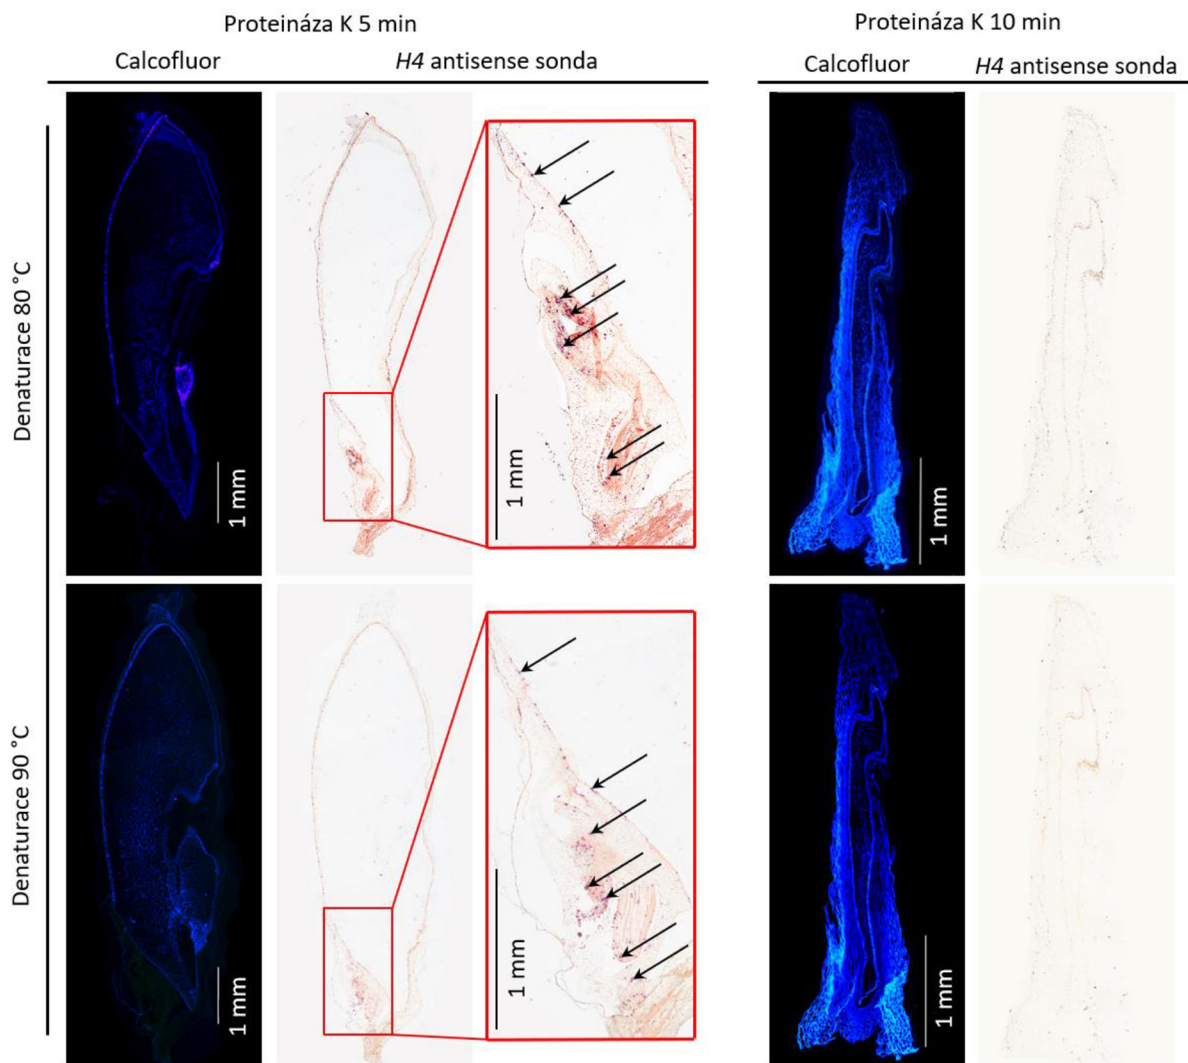 Proteináza K 5 min
Proteináza K 10 min
Calcofluor
H4 antisense sonda
Calcofluor
H4 antisense sonda
Denaturace 80 °C
1 mm
1 mm
1 mm
Denaturace 90 °C
1 mm
1 mm
1 mm